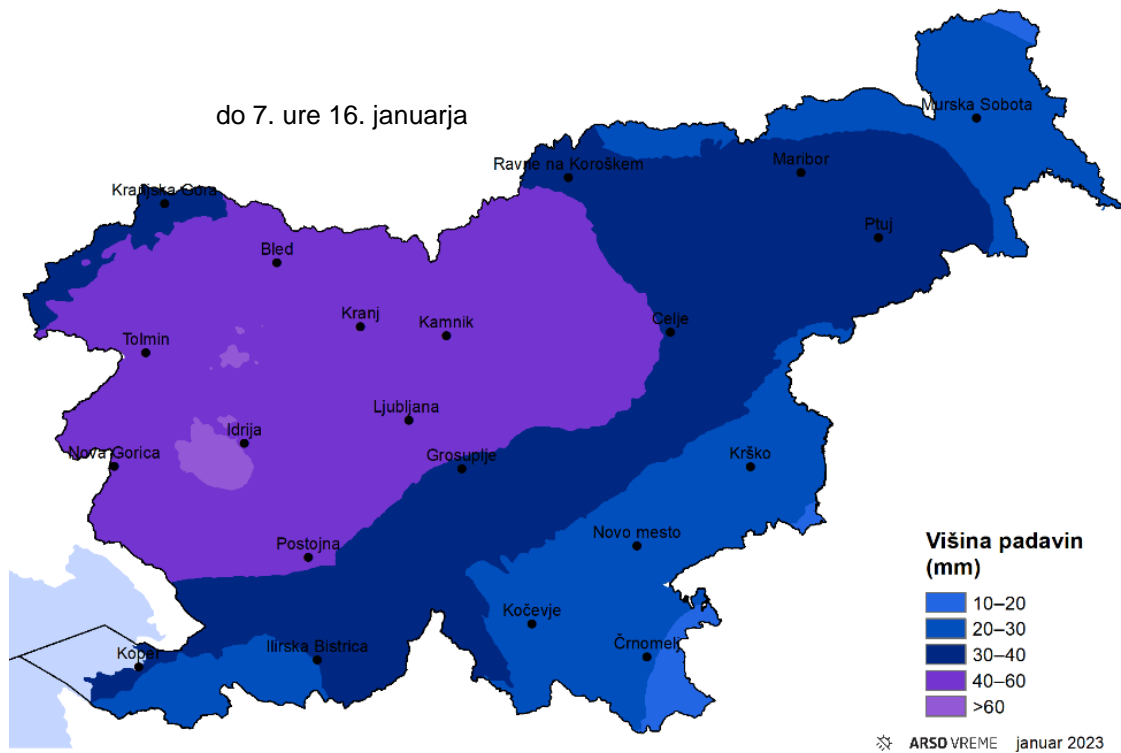 do 7. ure 16. januarja
Murska Sobota
Maribor
Ravne na Koroškem
Kranjska Gora
Ptuj
Bled
Kranj
Kamnik
Celje
Tolmin
Ljubljana
Idrija
Nova Gorica
Grosuplje
Krško
Novo mesto
Postojna
Kočevje
Koper
Ilirska Bistrica
Črnomelj
Višina padavin
(mm)
10–20
20–30
30–40
40–60
>60
ARSO VREME januar 2023